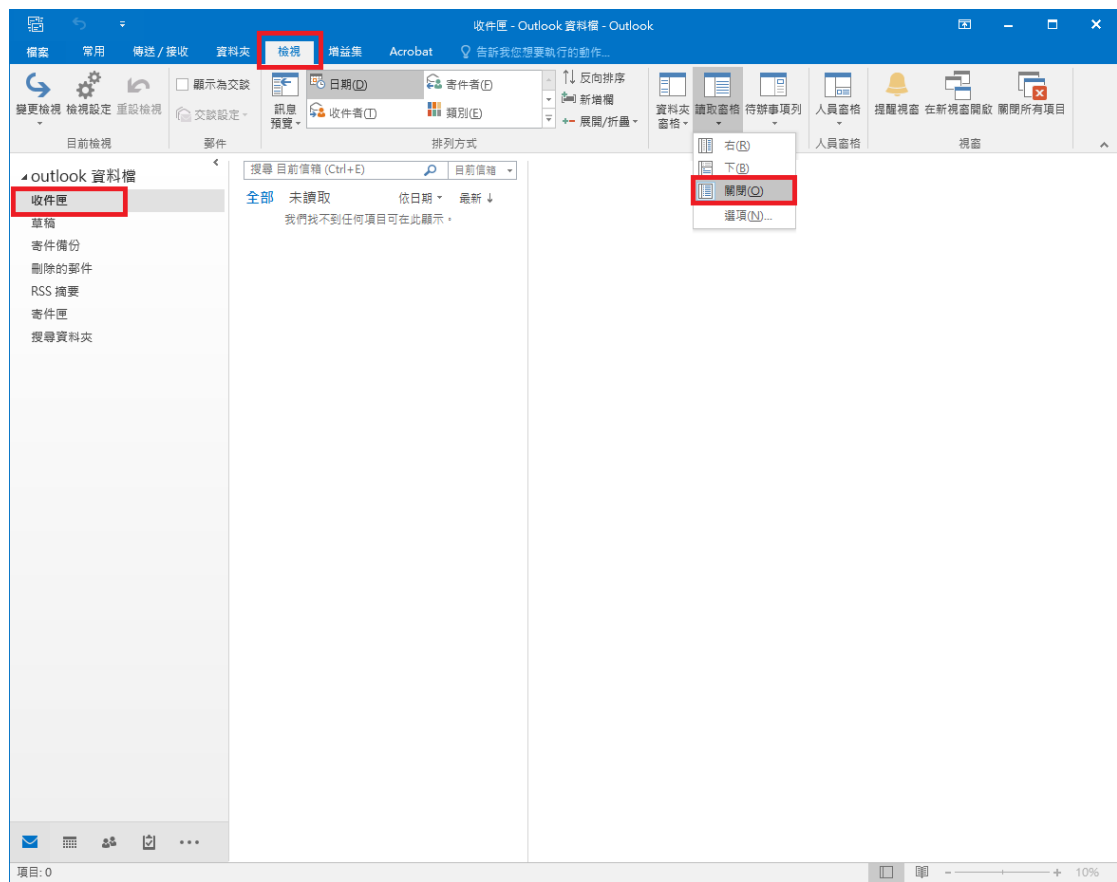 收件匣 - Outlook 資料檔 - Outlook
檔案 常用 傳送 / 接收 資料夾 檢視 增益集 Acrobat 告訴我您想要執行的動作...
變更檢視 檢視設定 重設檢視
目前檢視
顯示為交談
交談設定
郵件
訊息
預覽
日期(D) 寄件者(F)
收件者(T) 類別(E)
反向排序
新增欄
展開/折疊
排列方式
資料夾
窗格
讀取窗格 待辦事項列
人員窗格
人員窗格
提醒視窗 在新視窗開啟 關閉所有項目
視窗
右(R)
下(B)
關閉(O)
選項(N)...
outlook 資料檔
收件匣
草稿
寄件備份
刪除的郵件
RSS 摘要
寄件匣
搜尋資料夾
搜尋 目前信箱 (Ctrl+E) 目前信箱
全部 未讀取 依日期 最新 ↓
我們找不到任何項目可在此顯示。
項目: 0
10%